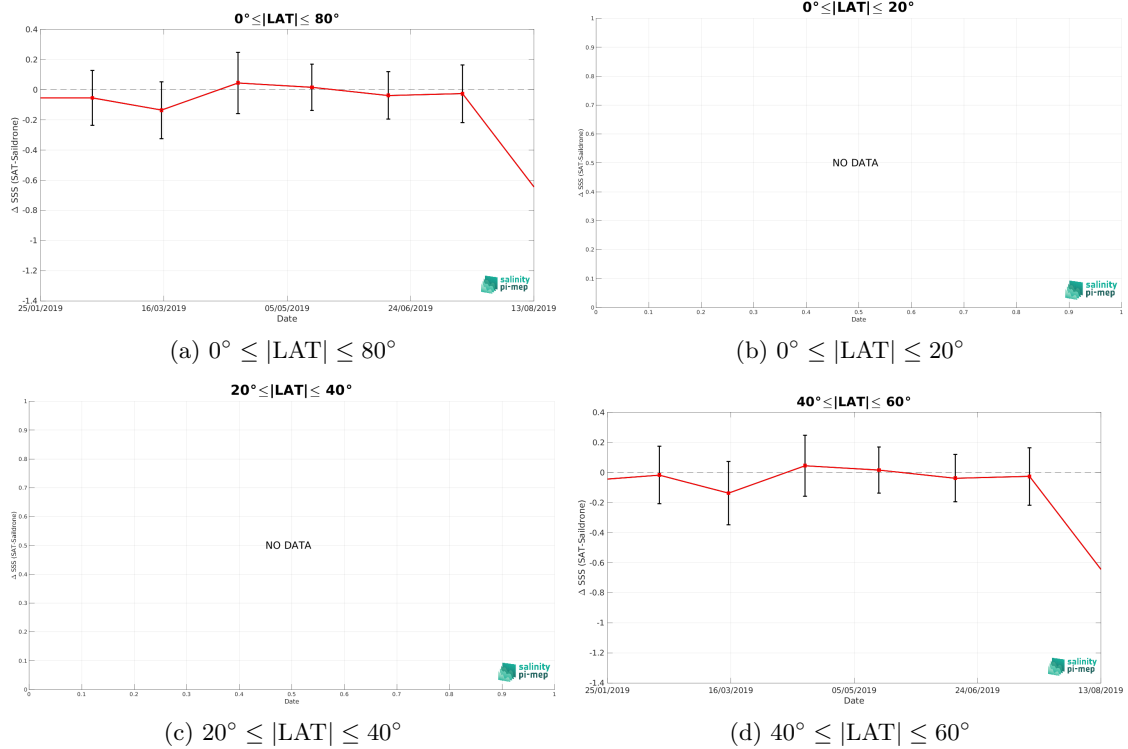 0°≤|LAT|≤ 80°
0.4
0.2
0
-0.2
-0.4
-0.6
-0.8
-1
-1.2
-1.4
Δ SSS (SAT-Saildrone)
25/01/2019 16/03/2019 05/05/2019 24/06/2019 13/08/2019
Date
salinity
pi-mep
(a) 0° ≤ |LAT| ≤ 80°
0°≤|LAT|≤ 20°
1
0.9
0.8
0.7
0.6
0.5
0.4
0.3
0.2
0.1
0
Δ SSS (SAT-Saildrone)
NO DATA
0 0.1 0.2 0.3 0.4 0.5 0.6 0.7 0.8 0.9 1
Date
salinity
pi-mep
(b) 0° ≤ |LAT| ≤ 20°
20°≤|LAT|≤ 40°
1
0.9
0.8
0.7
0.6
0.5
0.4
0.3
0.2
0.1
0
Δ SSS (SAT-Saildrone)
NO DATA
0 0.1 0.2 0.3 0.4 0.5 0.6 0.7 0.8 0.9 1
Date
salinity
pi-mep
(c) 20° ≤ |LAT| ≤ 40°
40°≤|LAT|≤ 60°
0.4
0.2
0
-0.2
-0.4
-0.6
-0.8
-1
-1.2
-1.4
Δ SSS (SAT-Saildrone)
25/01/2019 16/03/2019 05/05/2019 24/06/2019 13/08/2019
Date
salinity
pi-mep
(d) 40° ≤ |LAT| ≤ 60°